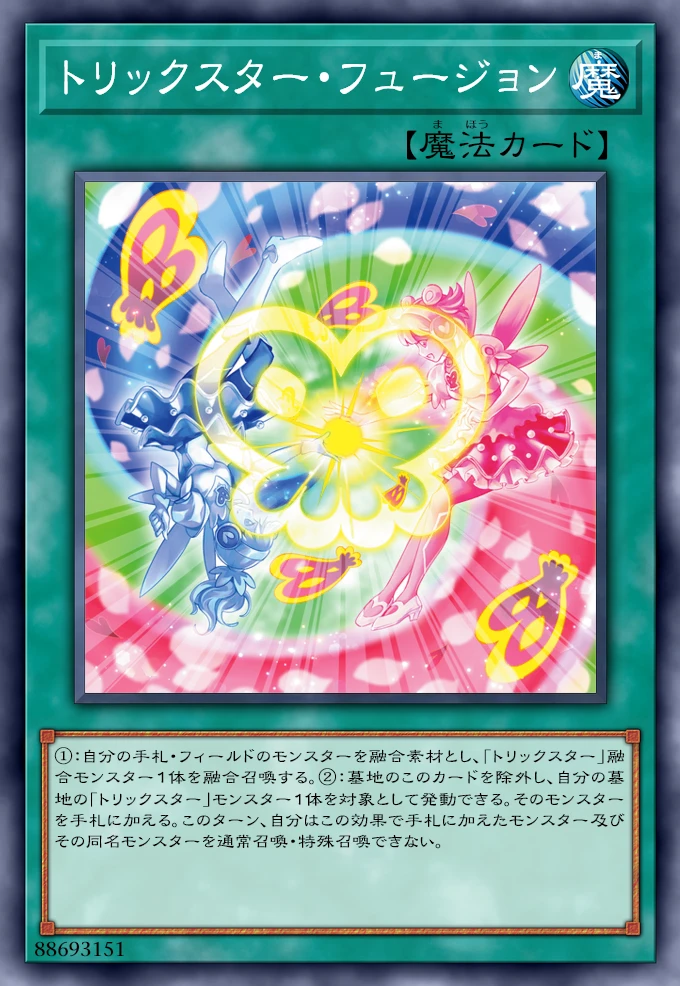 トリックスター・フュージョン 魔
ま
ま ほう
【魔法カード】
①:自分の手札・フィールドのモンスターを融合素材とし、「トリックスター」融
合モンスター1体を融合召喚する。②:墓地のこのカードを除外し、自分の墓
地の「トリックスター」モンスター1体を対象として発動できる。そのモンスター
を手札に加える。このターン、自分はこの効果で手札に加えたモンスター及び
その同名モンスターを通常召喚・特殊召喚できない。
88693151